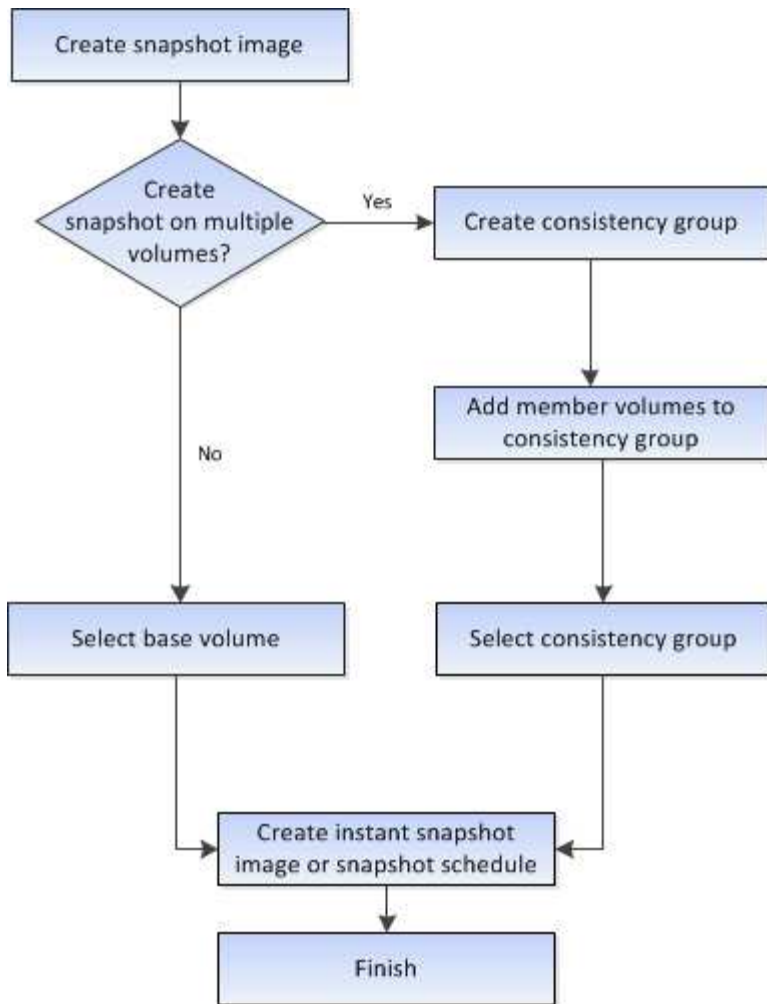 Create snapshot image
Create
snapshot on multiple
volumes?
Yes
Create consistency group
Add member volumes to
consistency group
No
Select base volume
Select consistency group
Create instant snapshot
image or snapshot schedule
Finish